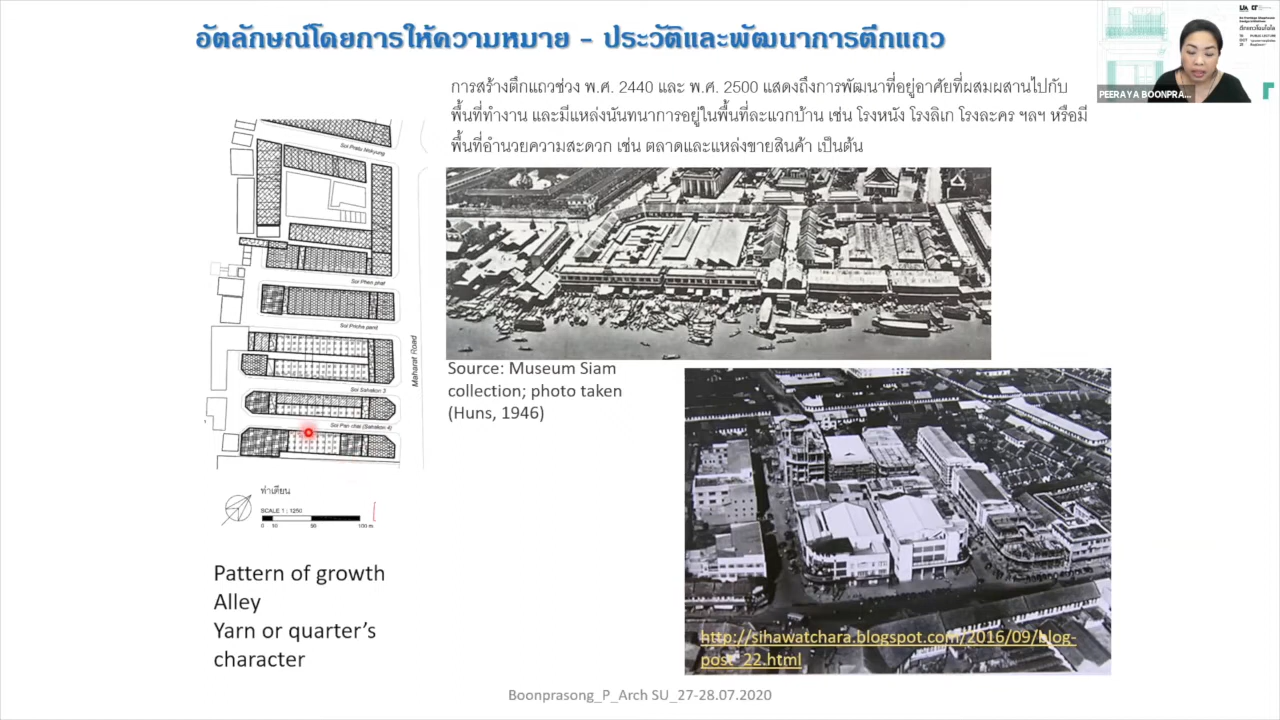 อัตลักษณ์โดยการให้ความหมาย - ประวัติและพัฒนาการตึกแถว
การสร้างตึกแถวช่วง พ.ศ. 2440 และ พ.ศ. 2500 แสดงถึงการพัฒนาที่อยู่อาศัยที่ผสมผสานไปกับ
พื้นที่ทำงาน และมีแหล่งนันทนาการอยู่ในพื้นที่ละแวกบ้าน เช่น โรงหนัง โรงลิเก โรงละคร ฯลฯ หรือมี
พื้นที่อำนวยความสะดวก เช่น ตลาดและแหล่งขายสินค้า เป็นต้น
PEERAYA BOONPRA...
Soi Pratu Nokyung
Soi Phen phat
Soi Pricha panit
Maharat Road
Soi Sahakon 3
(Sahakon 4)
ท่าเตียน
SCALE 1 : 1250
0 10 50 100 m
Source: Museum Siam
collection; photo taken
(Huns, 1946)
Pattern of growth
Alley
Yarn or quarter's
character
http://sihawatchara.blogspot.com/2016/09/blog-
post_22.html
Boonprasong_P_Arch SU_27-28.07.2020